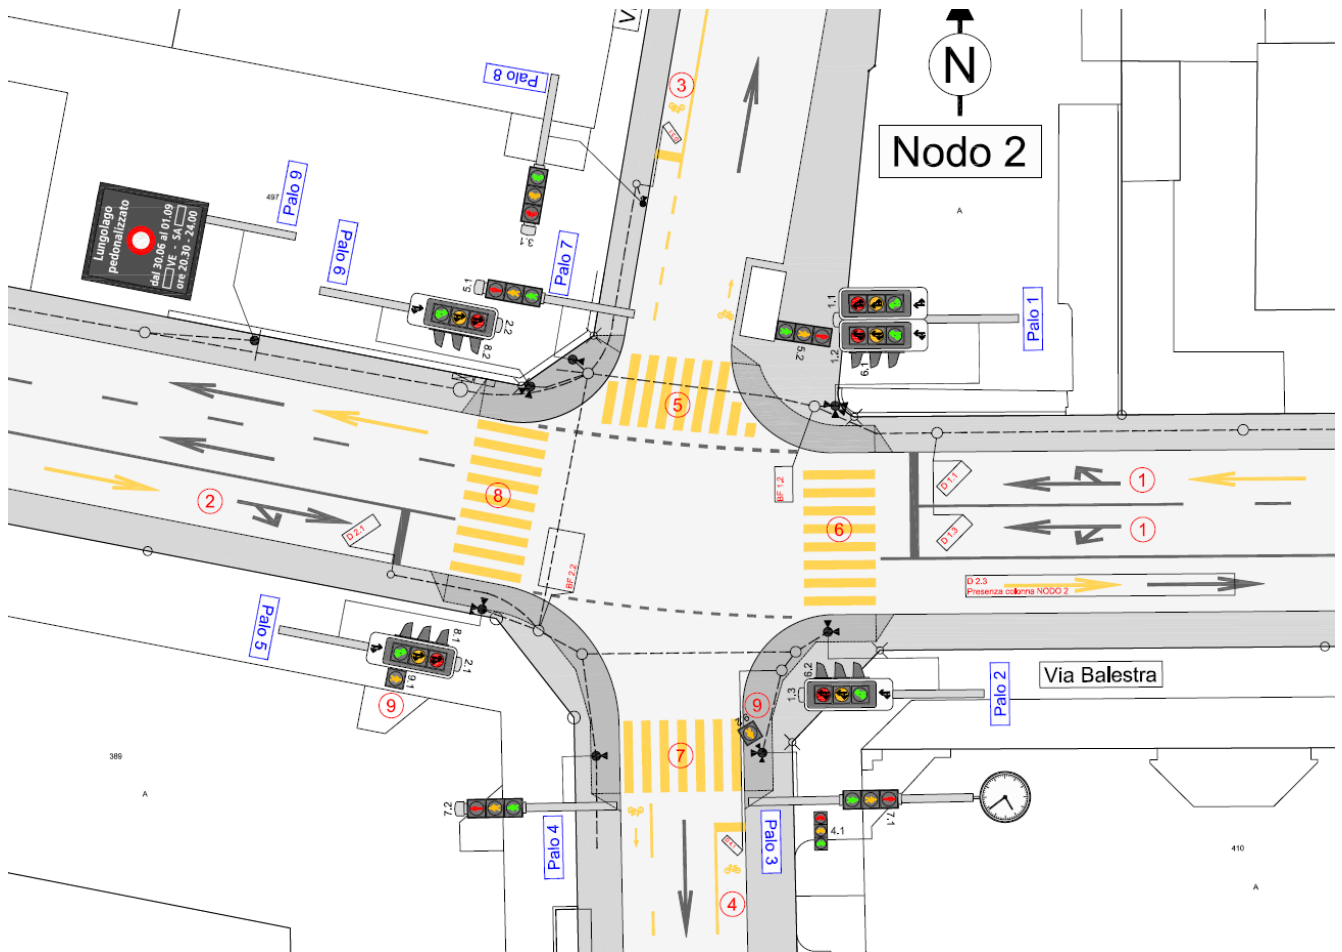 V
3
D3.1
N
Nodo 2
Palo 8
3.1
Palo 9
497
Lungolago
pedonalizzato
dal 30.06 al 01.09
VE - SA
ore 20.30 - 24.00
Palo 6
Palo 7
5.1
2.2
8.2
A
1.1
1.2
6.1
5.2
Palo 1
5
8
2
D 2.1
BF 1.2
BF 2.2
6
D 1.1
D 1.3
1
1
D 2.3
Presenza colonna NODO 2
Palo 5
8.1
2.1
9.1
9
Via Balestra
6.2
1.3
Palo 2
9
7
389
A
7.2
Palo 4
Palo 3
7.1
4.1
4
410
A